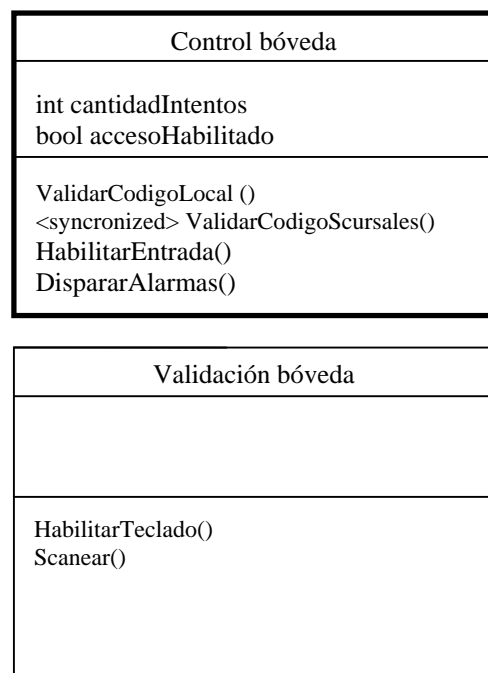 Control bóveda
int cantidadIntentos
bool accesoHabilitado
ValidarCodigoLocal ()
<syncronized> ValidarCodigoScursales()
HabilitarEntrada()
DispararAlarmas()
Validación bóveda
HabilitarTeclado()
Scanear()